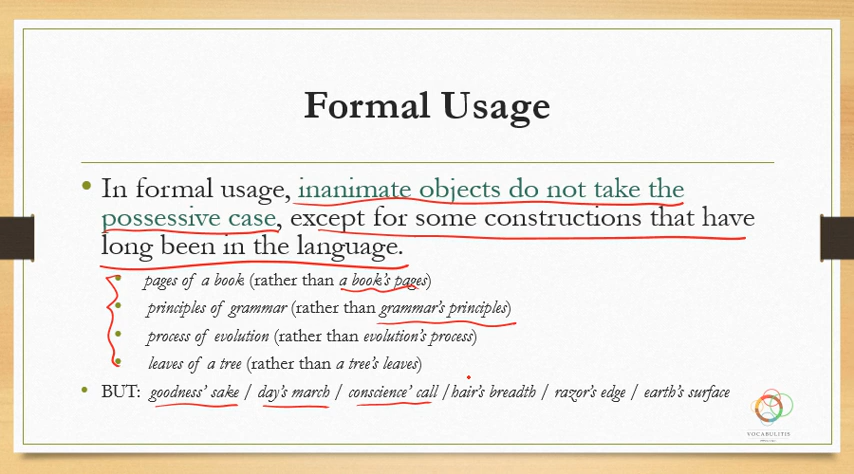 Formal Usage
In formal usage, inanimate objects do not take the
possessive case, except for some constructions that have
long been in the language.
pages of a book (rather than a book's pages)
principles of grammar (rather than grammar's principles)
process of evolution (rather than evolution's process)
leaves of a tree (rather than a tree's leaves)
BUT: goodness' sake / day's march / conscience' call /hair's breadth / razor's edge / earth's surface
VOCABULITIS